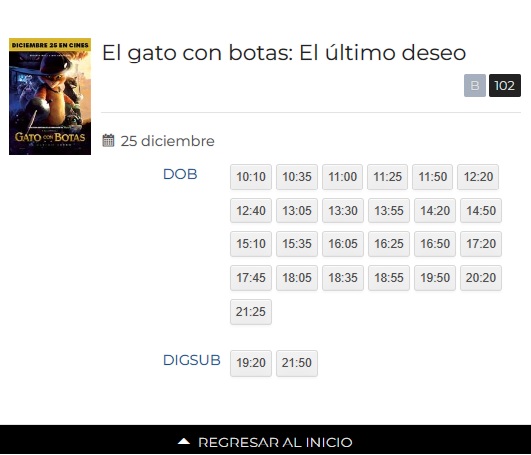 DICIEMBRE 25 EN CINES
El gato con botas: El último deseo
B 102
GATO CON BOTAS
25 diciembre
DOB 10:10 10:35 11:00 11:25 11:50 12:20
12:40 13:05 13:30 13:55 14:20 14:50
15:10 15:35 16:05 16:25 16:50 17:20
17:45 18:05 18:35 18:55 19:50 20:20
21:25
DIGSUB 19:20 21:50
REGRESAR AL INICIO